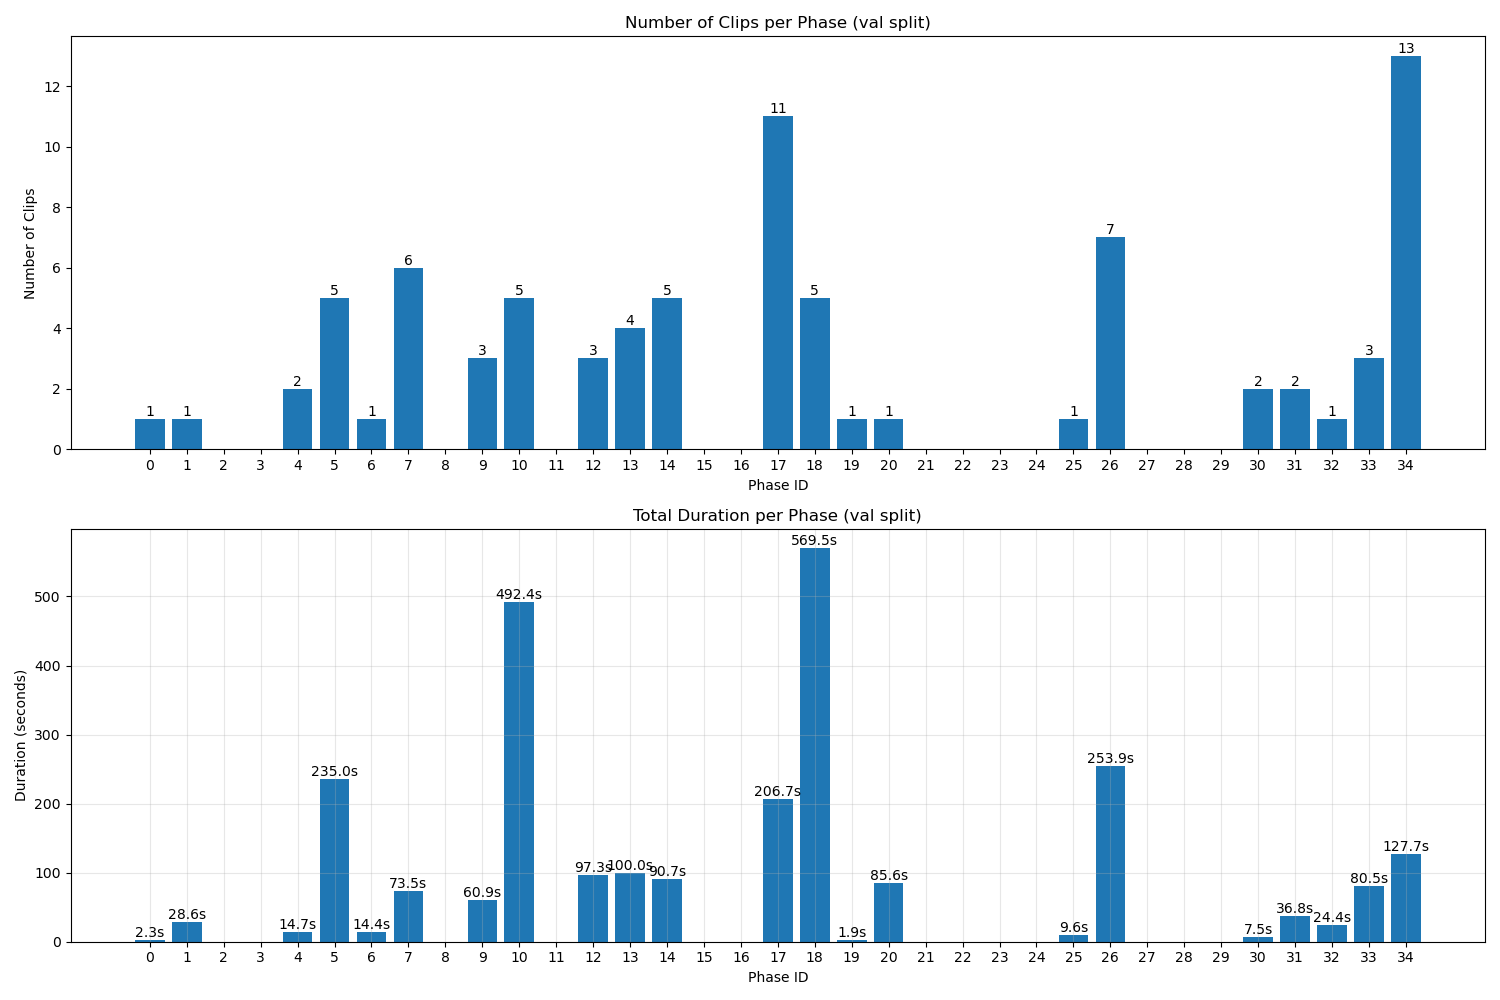 Number of Clips per Phase (val split)
Number of Clips
12
10
8
6
4
2
0
1 1 2 5 1 6 3 5 3 4 5 11 5 1 1 1 7 2 2 1 3 13
0 1 2 3 4 5 6 7 8 9 10 11 12 13 14 15 16 17 18 19 20 21 22 23 24 25 26 27 28 29 30 31 32 33 34
Phase ID
Total Duration per Phase (val split)
Duration (seconds)
500
400
300
200
100
0
2.3s 28.6s 14.7s 235.0s 14.4s 73.5s 60.9s 492.4s 97.3s 100.0s 90.7s 206.7s 569.5s 1.9s 85.6s 9.6s 253.9s 7.5s 36.8s 24.4s 80.5s 127.7s
0 1 2 3 4 5 6 7 8 9 10 11 12 13 14 15 16 17 18 19 20 21 22 23 24 25 26 27 28 29 30 31 32 33 34
Phase ID